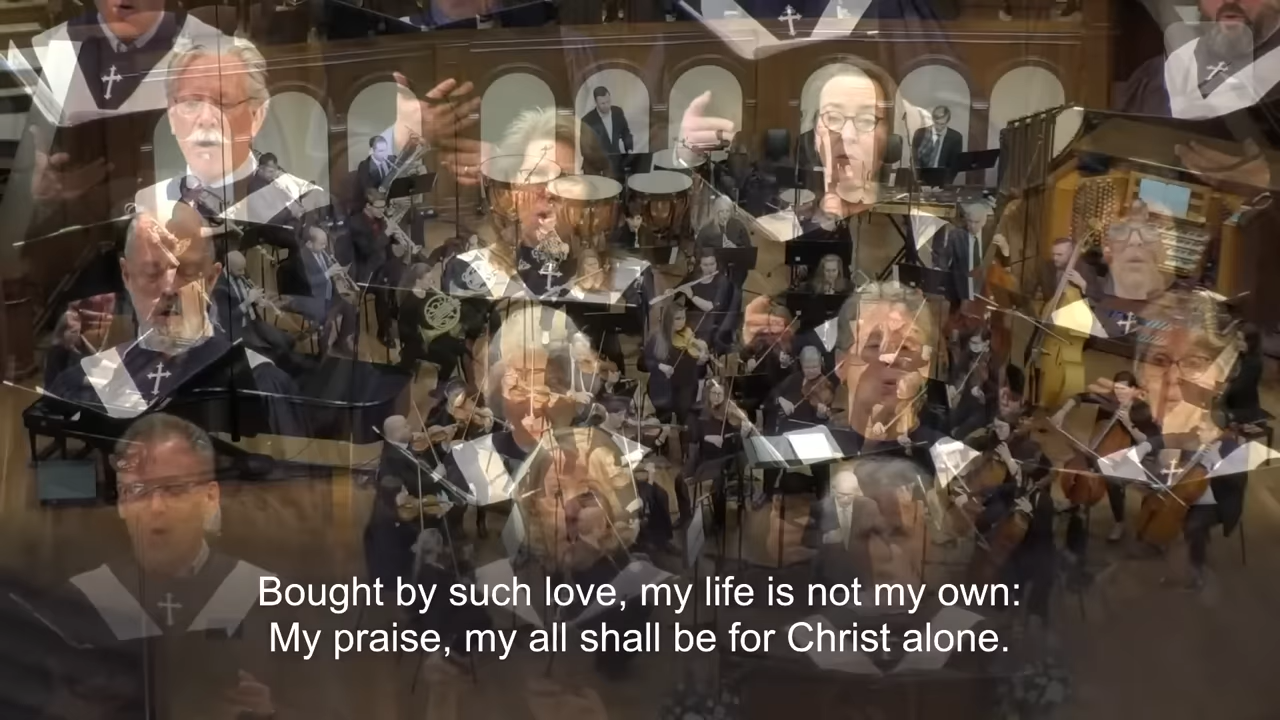 Bought by such love, my life is not my own:
My praise, my all shall be for Christ alone.